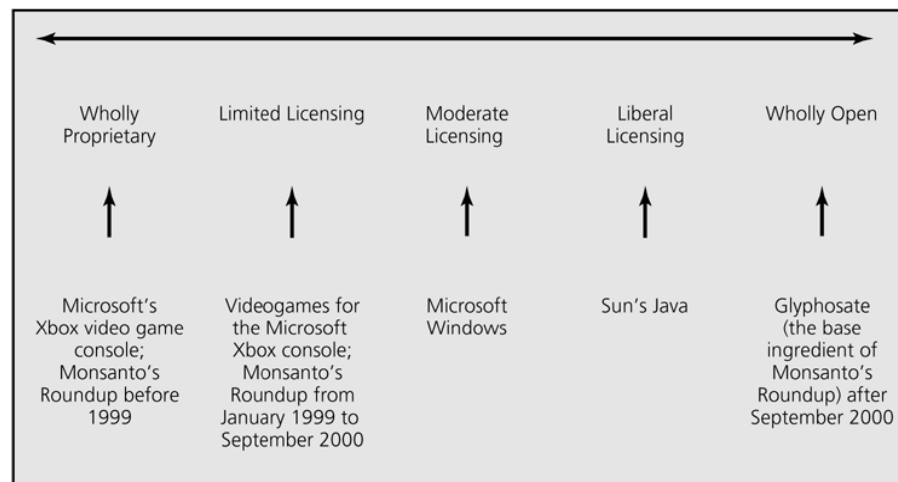 Wholly
Proprietary
Limited Licensing
Moderate
Licensing
Liberal
Licensing
Wholly Open
Microsoft’s
Xbox video game
console;
Monsanto’s
Roundup before
1999
Videogames for
the Microsoft
Xbox console;
Monsanto’s
Roundup from
January 1999 to
September 2000
Microsoft
Windows
Sun’s Java
Glyphosate
(the base
ingredient of
Monsanto’s
Roundup) after
September 2000